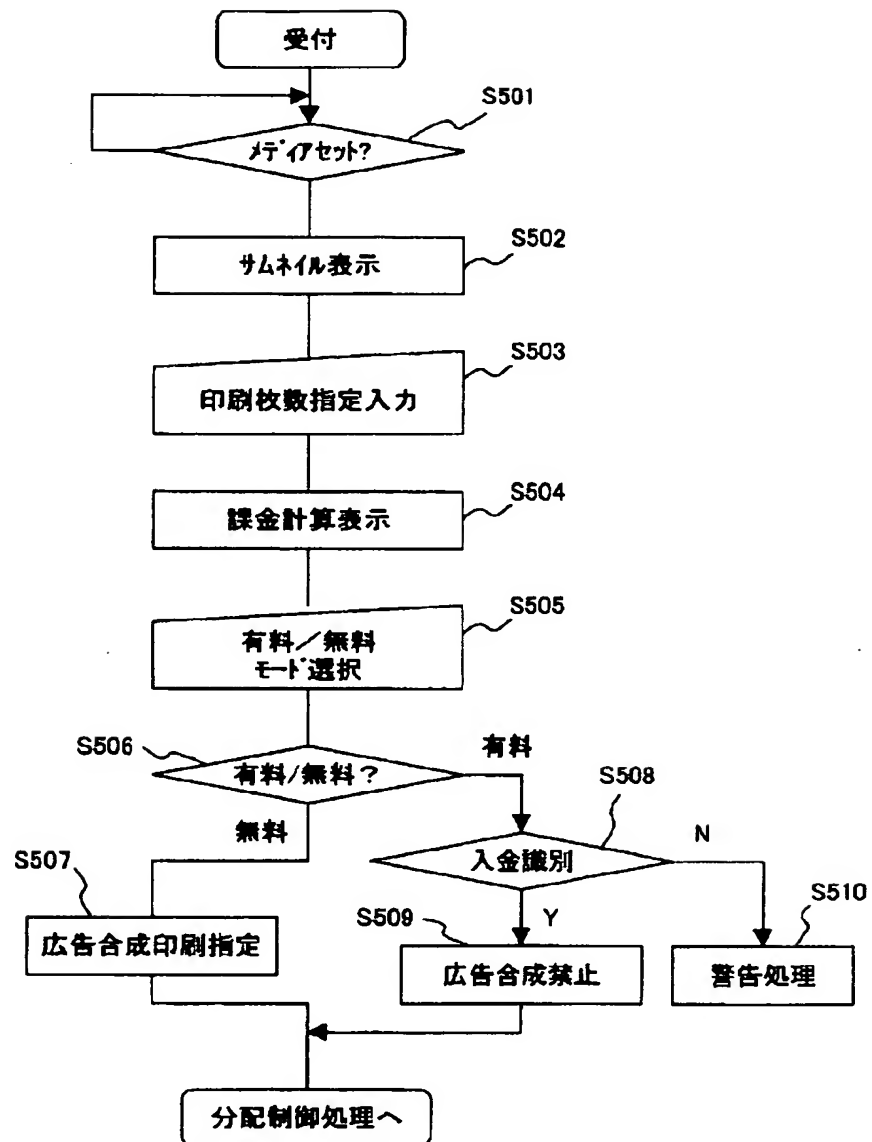 受付
S501
メディアセット?
S502
サムネイル表示
S503
印刷枚数指定入力
S504
課金計算表示
S505
有料/無料
モード選択
S506
有料/無料?
有料
無料
S508
入金識別
N
Y
S507
広告合成印刷指定
S509
広告合成禁止
S510
警告処理
分配制御処理へ